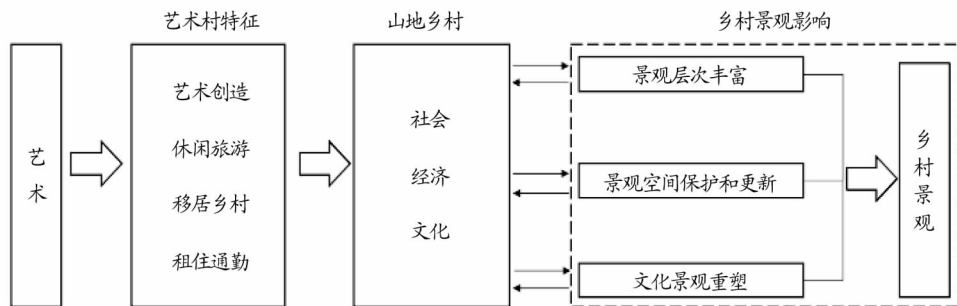 艺术村特征
山地乡村
乡村景观影响
艺术
艺术创造
休闲旅游
移居乡村
租住通勤
社会
经济
文化
景观层次丰富
景观空间保护和更新
文化景观重塑
乡村景观